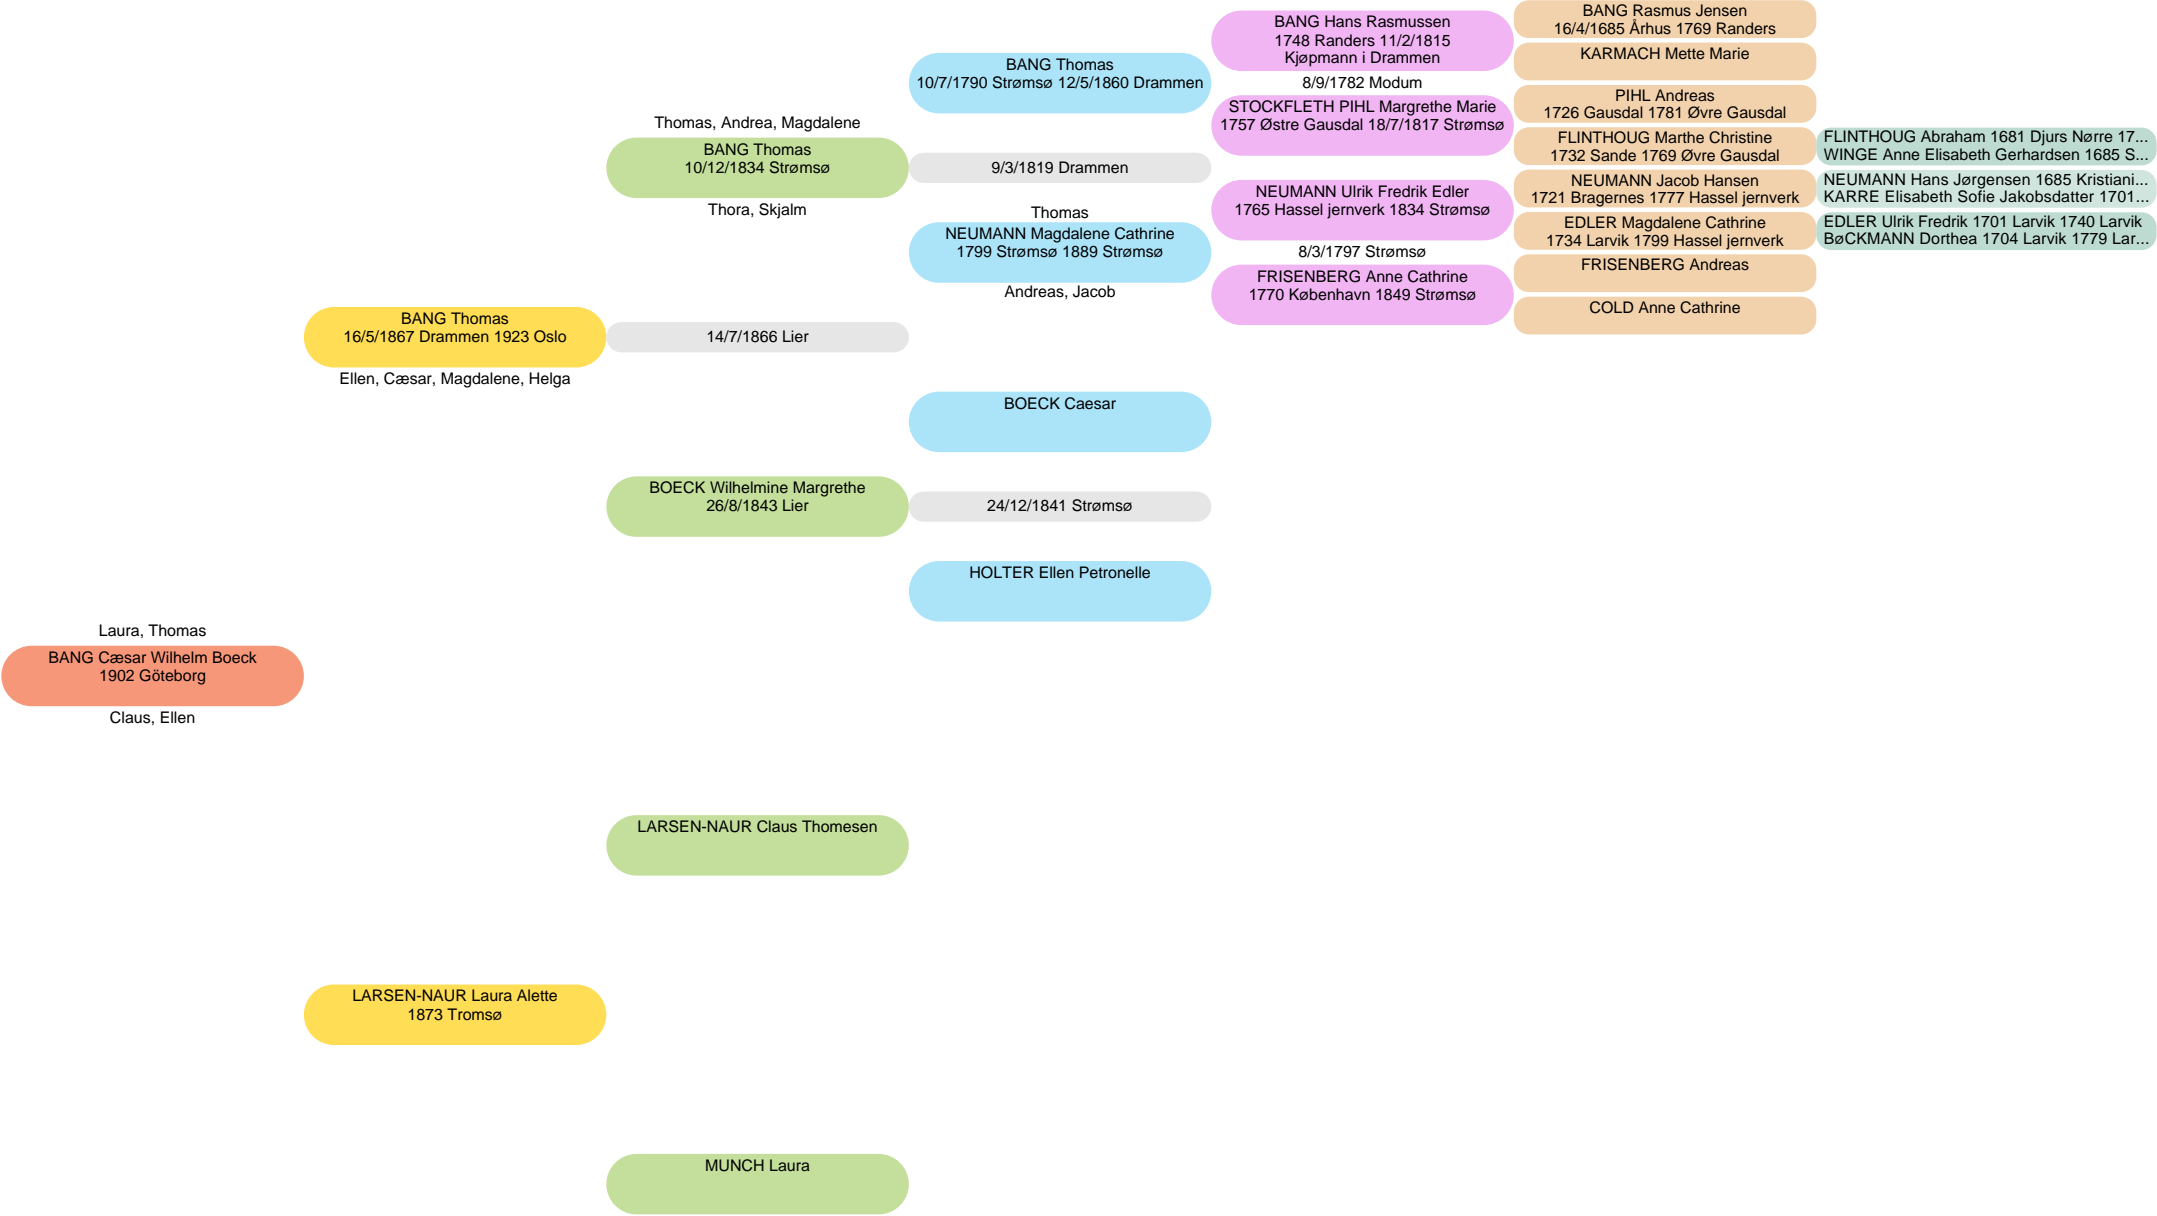 BANG Rasmus Jensen
16/4/1685 Århus 1769 Randers
BANG Hans Rasmussen
1748 Randers 11/2/1815
Kjøpmann i Drammen
KARMACH Mette Marie
BANG Thomas
10/7/1790 Strømsø 12/5/1860 Drammen
8/9/1782 Modum
PIHL Andreas
1726 Gausdal 1781 Øvre Gausdal
STOCKFLETH PIHL Margrethe Marie
1757 Østre Gausdal 18/7/1817 Strømsø
Thomas, Andrea, Magdalene
FLINTHOUG Marthe Christine
1732 Sande 1769 Øvre Gausdal
FLINTHOUG Abraham 1681 Djurs Nørre 17...
WINGE Anne Elisabeth Gerhardsen 1685 S...
BANG Thomas
10/12/1834 Strømsø
9/3/1819 Drammen
NEUMANN Jacob Hansen
1721 Bragernes 1777 Hassel jernverk
NEUMANN Hans Jørgensen 1685 Kristiani...
KARRE Elisabeth Sofie Jakobsdatter 1701...
NEUMANN Ulrik Fredrik Edler
1765 Hassel jernverk 1834 Strømsø
Thora, Skjalm
Thomas
EDLER Magdalene Cathrine
1734 Larvik 1799 Hassel jernverk
EDLER Ulrik Fredrik 1701 Larvik 1740 Larvik
BøCKMANN Dorthea 1704 Larvik 1779 Lar...
NEUMANN Magdalene Cathrine
1799 Strømsø 1889 Strømsø
8/3/1797 Strømsø
FRISENBERG Andreas
FRISENBERG Anne Cathrine
1770 København 1849 Strømsø
Andreas, Jacob
COLD Anne Cathrine
BANG Thomas
16/5/1867 Drammen 1923 Oslo
14/7/1866 Lier
Ellen, Cæsar, Magdalene, Helga
BOECK Caesar
BOECK Wilhelmine Margrethe
26/8/1843 Lier
24/12/1841 Strømsø
HOLTER Ellen Petronelle
Laura, Thomas
BANG Cæsar Wilhelm Boeck
1902 Göteborg
Claus, Ellen
LARSEN-NAUR Claus Thomesen
LARSEN-NAUR Laura Alette
1873 Tromsø
MUNCH Laura